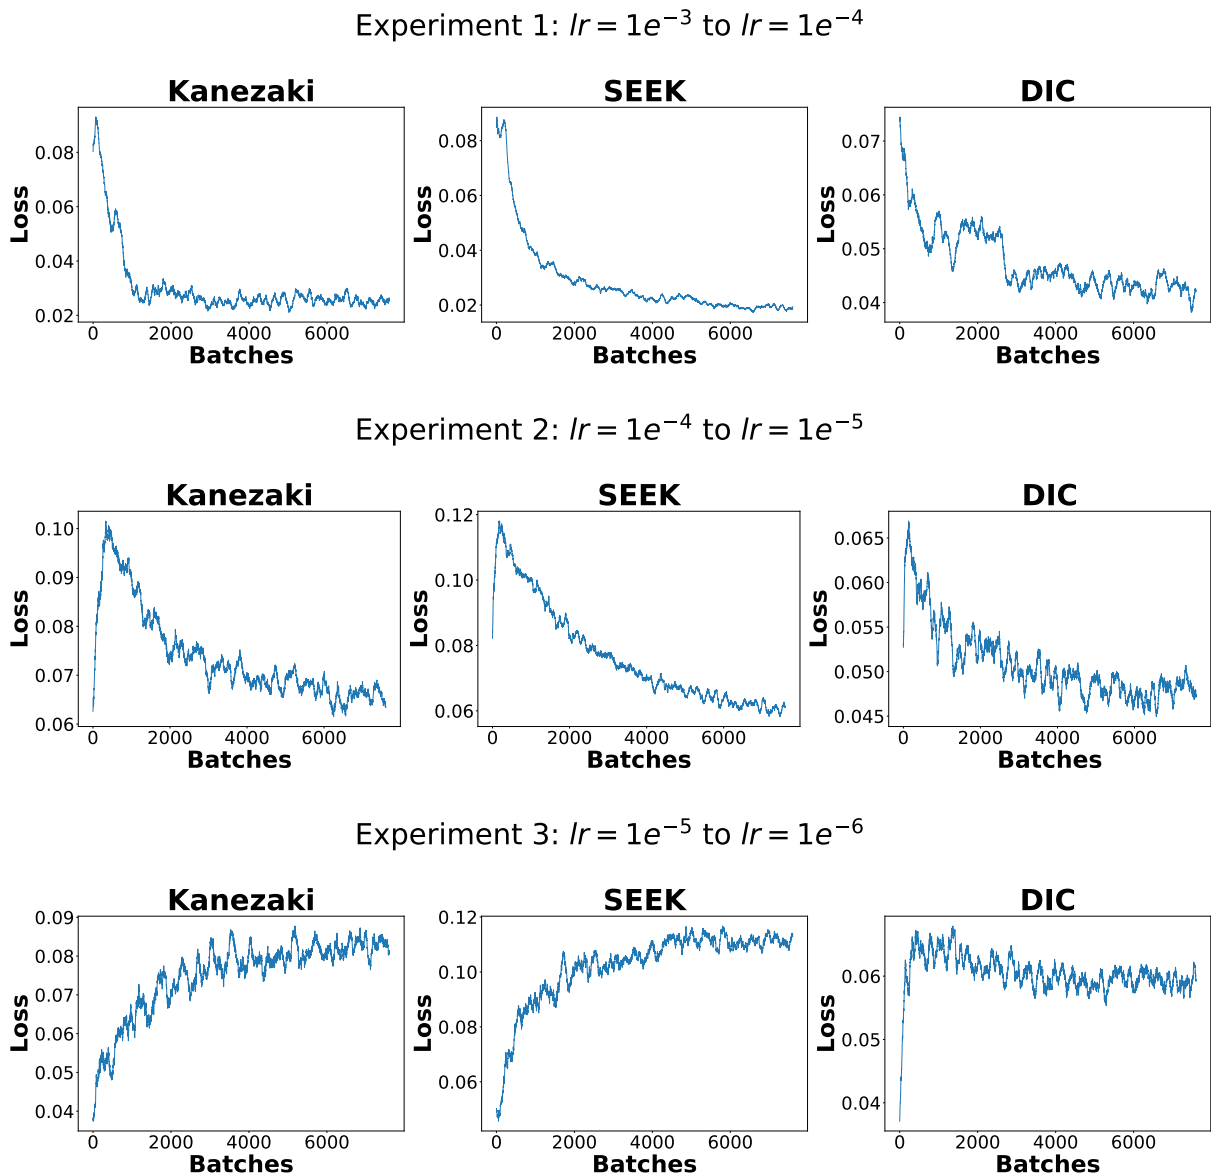 Experiment 1: lr = 1e⁻³ to lr = 1e⁻⁴
Kanezaki SEEK DIC
0.08 0.06 0.04 0.02
Loss
0 2000 4000 6000
Batches
0.08 0.06 0.04 0.02
Loss
0 2000 4000 6000
Batches
0.07 0.06 0.05 0.04
Loss
0 2000 4000 6000
Batches
Experiment 2: lr = 1e⁻⁴ to lr = 1e⁻⁵
Kanezaki SEEK DIC
0.10 0.09 0.08 0.07 0.06
Loss
0 2000 4000 6000
Batches
0.12 0.10 0.08 0.06
Loss
0 2000 4000 6000
Batches
0.065 0.060 0.055 0.050 0.045
Loss
0 2000 4000 6000
Batches
Experiment 3: lr = 1e⁻⁵ to lr = 1e⁻⁶
Kanezaki SEEK DIC
0.09 0.08 0.07 0.06 0.05 0.04
Loss
0 2000 4000 6000
Batches
0.12 0.10 0.08 0.06
Loss
0 2000 4000 6000
Batches
0.06 0.05 0.04
Loss
0 2000 4000 6000
Batches